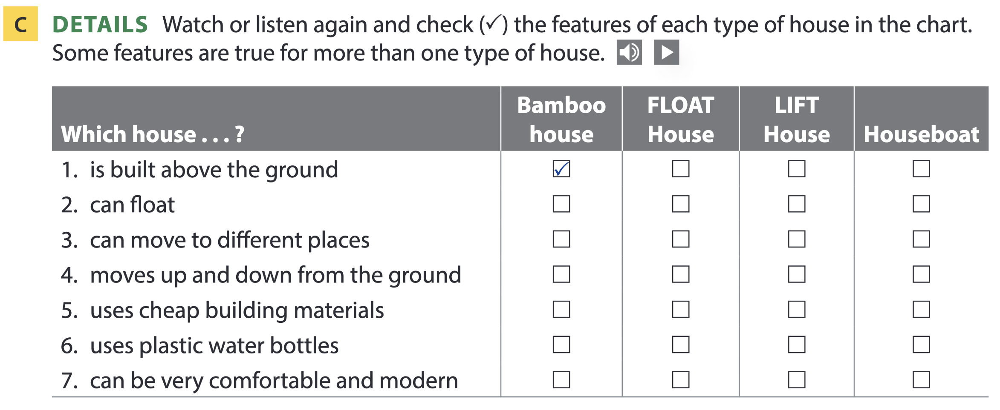 C DETAILS Watch or listen again and check (✓) the features of each type of house in the chart.
Some features are true for more than one type of house.
Which house . . . ? Bamboo house FLOAT House LIFT House Houseboat
1. is built above the ground ✓
2. can float
3. can move to different places
4. moves up and down from the ground
5. uses cheap building materials
6. uses plastic water bottles
7. can be very comfortable and modern